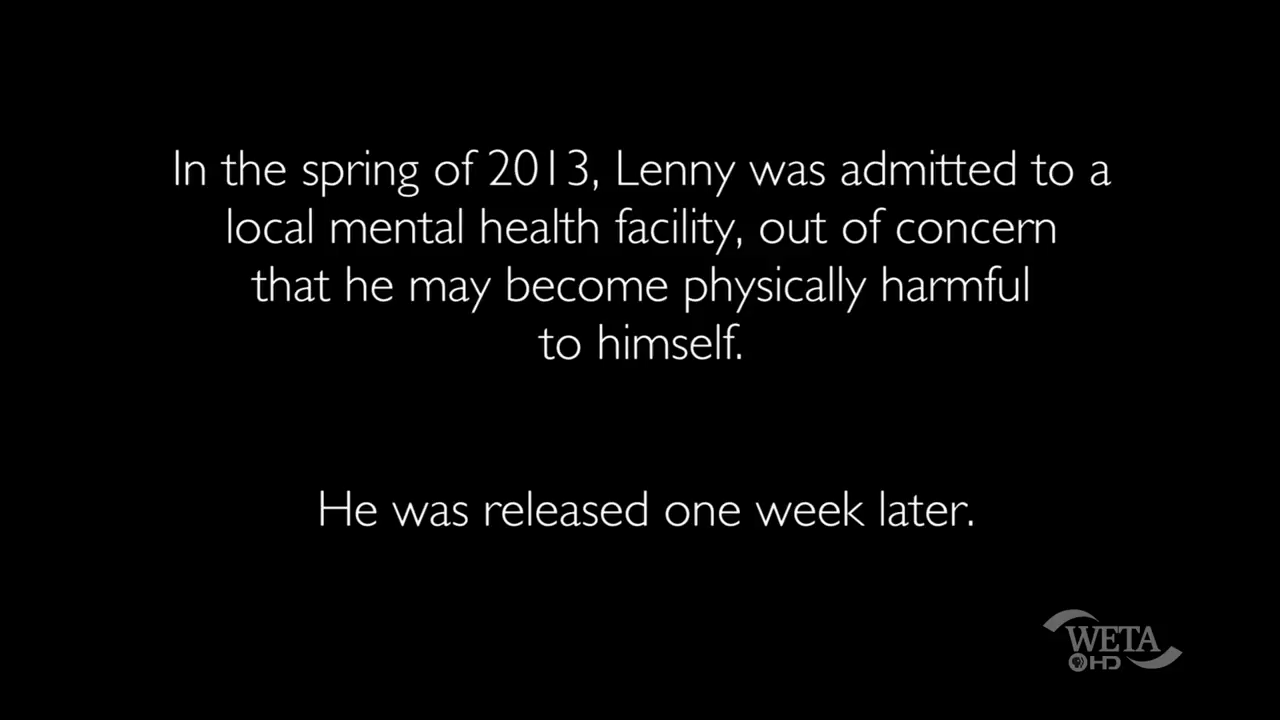 In the spring of 2013, Lenny was admitted to a
local mental health facility, out of concern
that he may become physically harmful
to himself.
He was released one week later.
WETA
HD